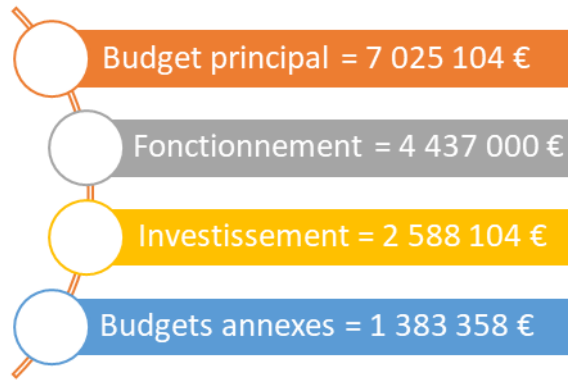 Budget principal = 7 025 104 €
Fonctionnement = 4 437 000 €
Investissement = 2 588 104 €
Budgets annexes = 1 383 358 €